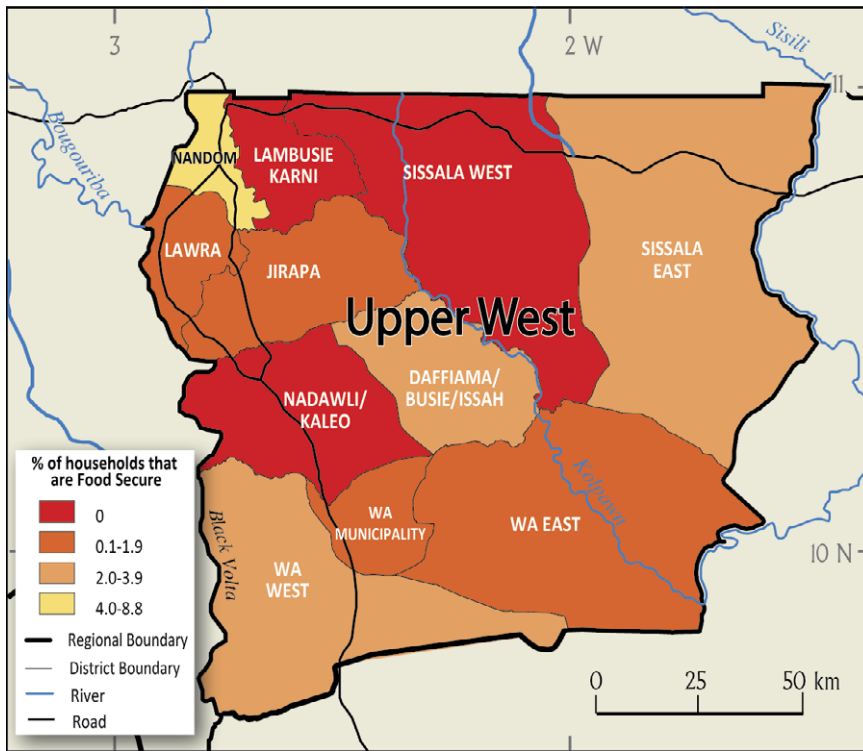 3
2 W
Sisili
11
Bougouriba
NANDOM
LAMBUSIE
KARNI
SISSALA WEST
LAWRA
JIRAPA
SISSALA
EAST
Upper West
DAFFIAMA/
BUSIE/ISSAH
NADAWLI/
KALEO
% of households that
are Food Secure
0
0.1-1.9
2.0-3.9
4.0-8.8
Regional Boundary
District Boundary
River
Road
Black Volta
WA
MUNICIPALITY
Kolpawn
WA EAST
10 N
WA
WEST
0 25 50 km